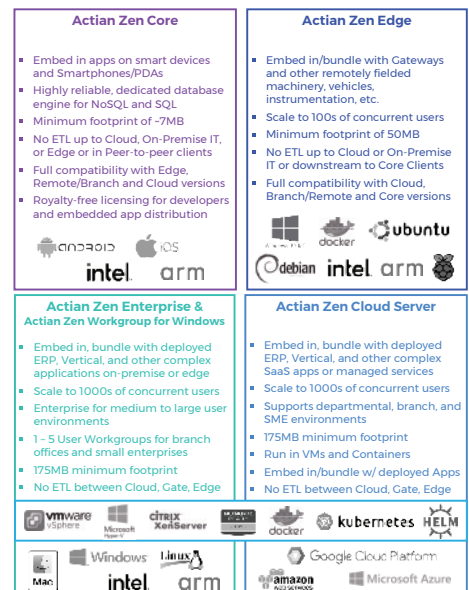 Actian Zen Core
Embed in apps on smart devices
and Smartphones/PDAs
Highly reliable, dedicated database
engine for NoSQL and SQL
Minimum footprint of ~7MB
No ETL up to Cloud, On-Premise IT,
or Edge or in Peer-to-peer clients
Full compatibility with Edge,
Remote/Branch and Cloud versions
Royalty-free licensing for developers
and embedded app distribution
android
iOS
intel
arm
Actian Zen Edge
Embed in/bundle with Gateways
and other remotely fielded
machinery, vehicles,
instrumentation, etc.
Scale to 100s of concurrent users
Minimum footprint of 50MB
No ETL up to Cloud or On-Premise
IT or downstream to Core Clients
Full compatibility with Cloud,
Branch/Remote and Core versions
docker
ubuntu
debian
intel
arm
Actian Zen Enterprise &
Actian Zen Workgroup for Windows
Embed in, bundle with deployed
ERP, Vertical, and other complex
applications on-premise or edge
Scale to 1000s of concurrent users
Enterprise for medium to large user
environments
1 – 5 User Workgroups for branch
offices and small enterprises
175MB minimum footprint
No ETL between Cloud, Gate, Edge
Actian Zen Cloud Server
Embed in, bundle with deployed
ERP, Vertical, and other complex
SaaS apps or managed services
Scale to 1000s of concurrent users
Supports departmental, branch, and
SME environments
175MB minimum footprint
Run in VMs and Containers
Embed in/bundle w/ deployed Apps
No ETL between Cloud, Gate, Edge
vmware
vSphere
Microsoft
Hyper-V
CİTRIX
XenServer
docker
kubernetes
HELM
Mac
Windows
Linux
intel
arm
Google Cloud Platform
amazon
Microsoft Azure